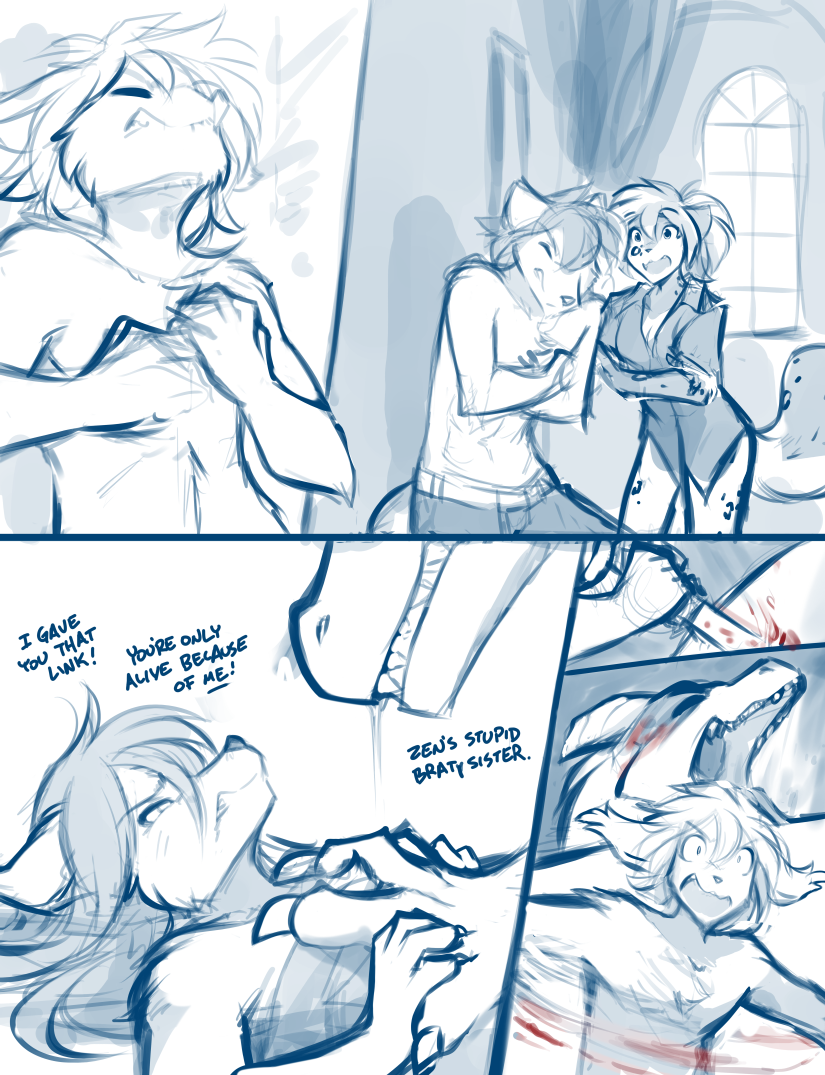 I GAVE
YOU THAT
LINK!
YOU'RE ONLY
ALIVE BECAUSE
OF ME!
ZEN'S STUPID
BRATY SISTER.